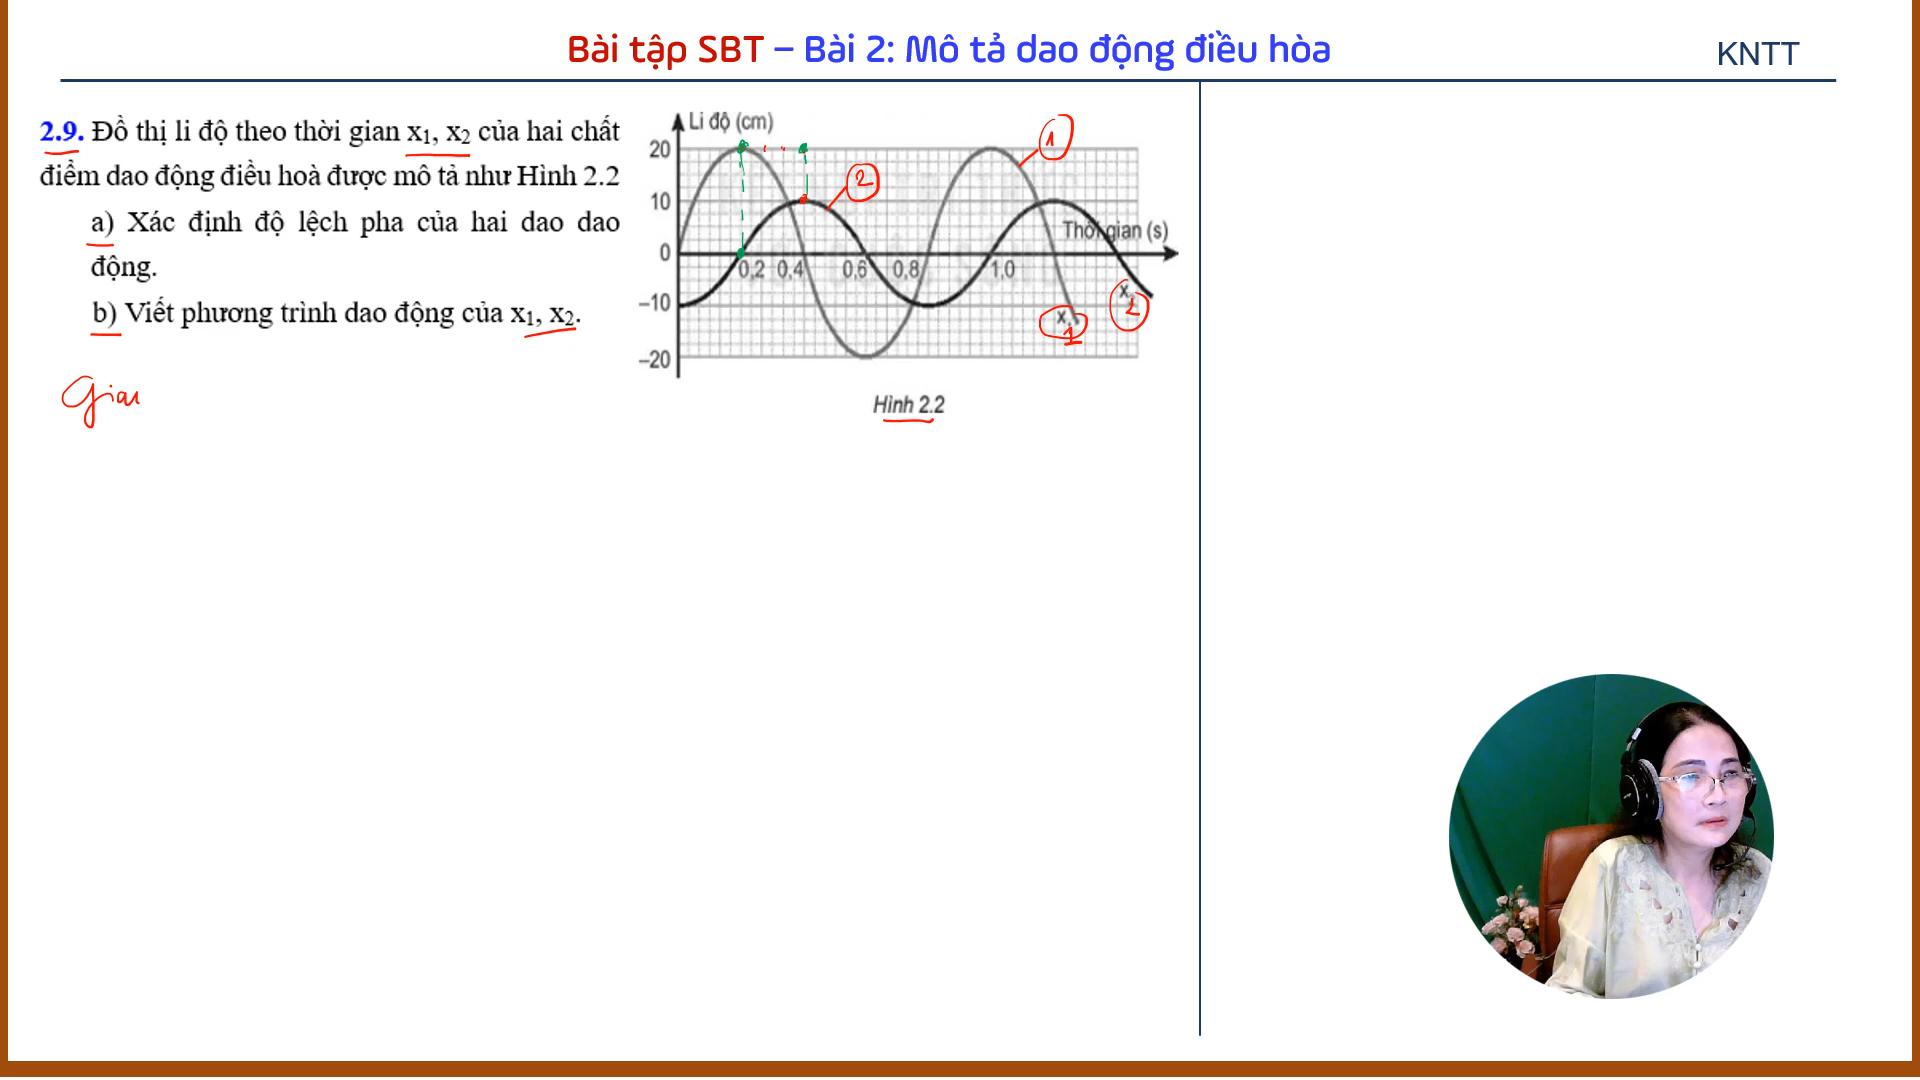 Bài tập SBT – Bài 2: Mô tả dao động điều hòa
KNTT
2.9. Đồ thị li độ theo thời gian x1, x2 của hai chất
điểm dao động điều hoà được mô tả như Hình 2.2
a) Xác định độ lệch pha của hai dao dao
động.
b) Viết phương trình dao động của x1, x2.
Giai
Li độ (cm)
20
10
0
–10
–20
Thời gian (s)
0,2 0,4 0,6 0,8 1,0
1
2
x1
x2
Hình 2.2